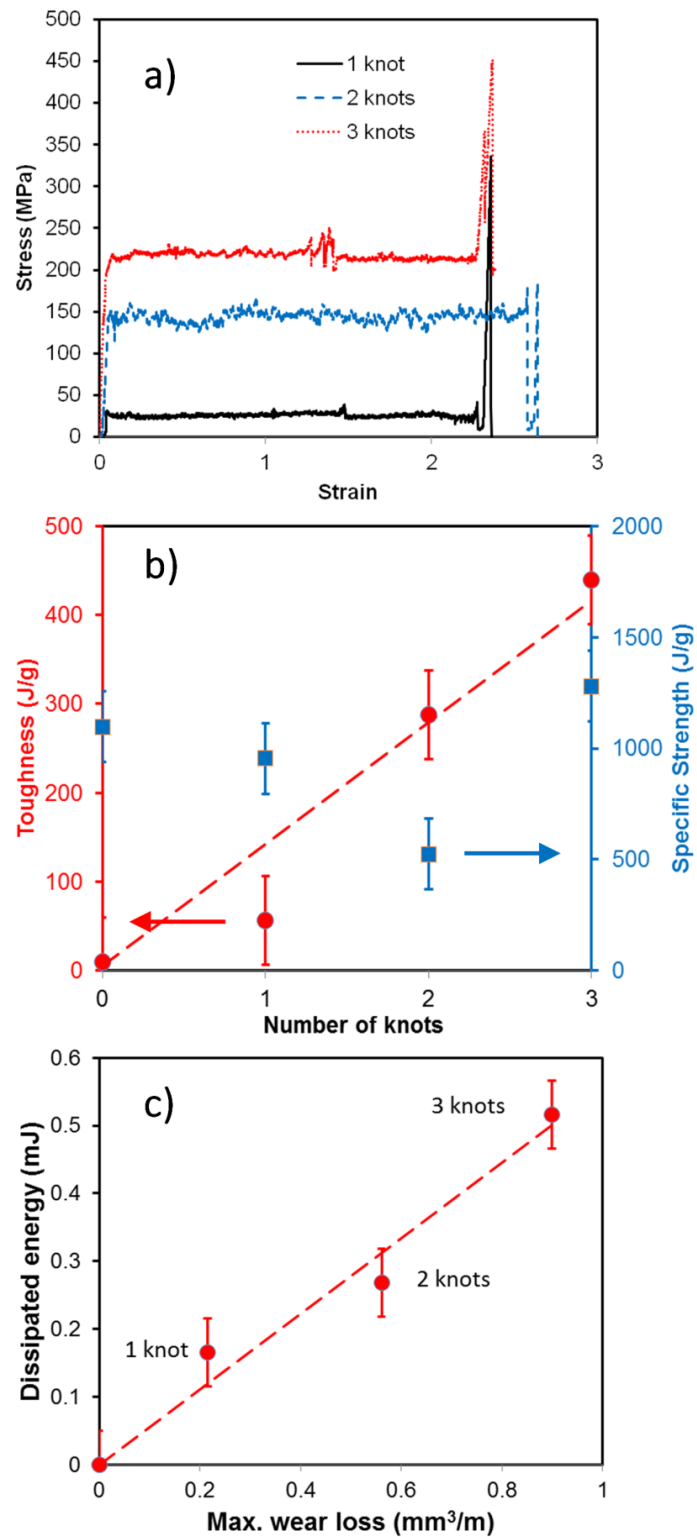 a)
1 knot
2 knots
3 knots
500
450
400
350
300
250
200
150
100
50
0
Stress (MPa)
0 1 2 3
Strain
b)
500
400
300
200
100
0
Toughness (J/g)
2000
1500
1000
500
0
Specific Strength (J/g)
0 1 2 3
Number of knots
c)
0.6
0.5
0.4
0.3
0.2
0.1
0
Dissipated energy (mJ)
3 knots
2 knots
1 knot
0 0.2 0.4 0.6 0.8 1
Max. wear loss (mm³/m)